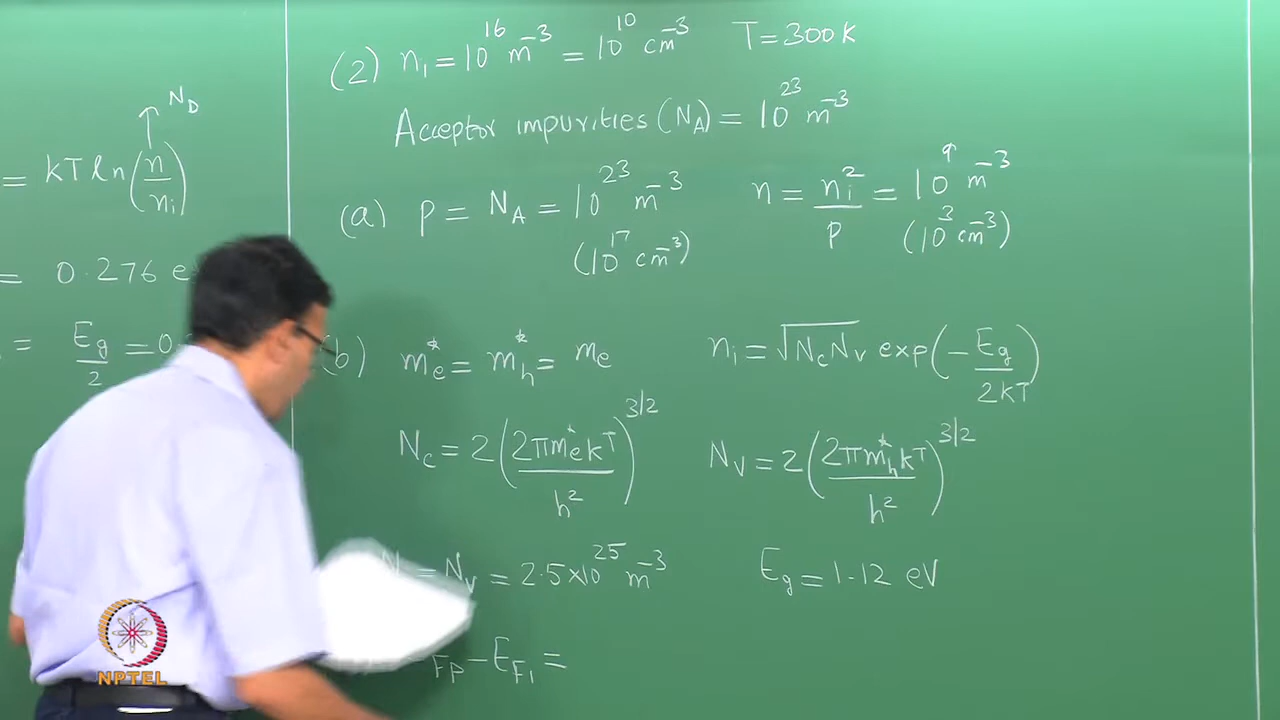 N_D
= kT ln(n/n_i)
= 0.276 e
= E_g/2 = 0.
(2) n_i = 10^16 m^-3 = 10^10 cm^-3 T = 300 K
Acceptor impurities (N_A) = 10^23 m^-3
(a) p = N_A = 10^23 m^-3 n = n_i^2/p = 10^9 m^-3
(10^17 cm^-3) (10^3 cm^-3)
b) m_e^* = m_h^* = m_e n_i = √(N_c N_v) exp(-E_g/2kT)
N_c = 2(2πm_e^*kT/h^2)^3/2 N_v = 2(2πm_h^*kT/h^2)^3/2
= N_v = 2.5×10^25 m^-3 E_g = 1.12 eV
Fp - E_Fi =
NPTEL